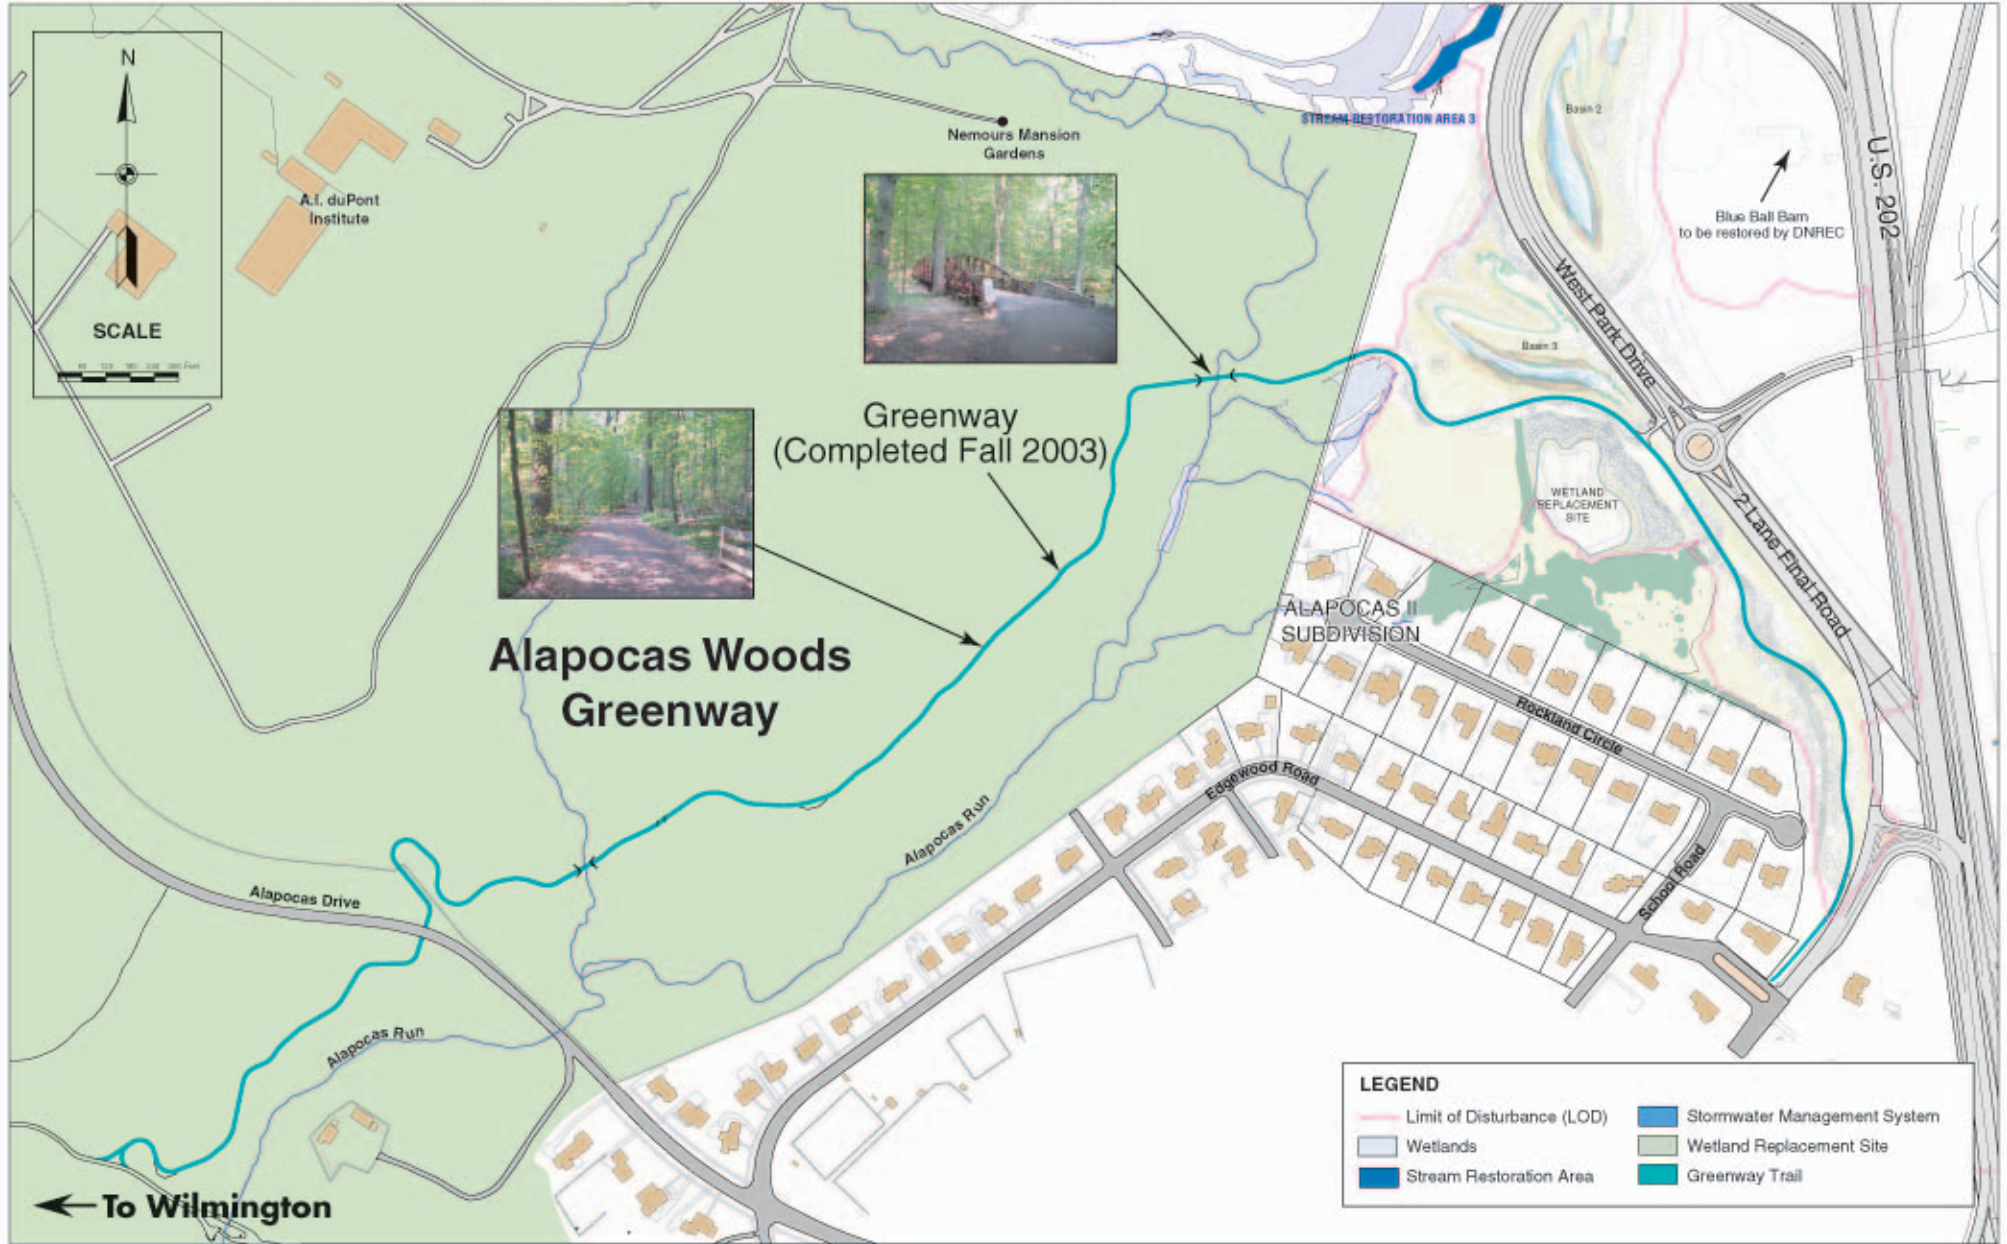 N
SCALE
A.I. duPont
Institute
Nemours Mansion
Gardens
STREAM RESTORATION AREA 3
Basin 2
U.S. 202
Blue Ball Barn
to be restored by DNREC
West Park Drive
Basin 3
Greenway
(Completed Fall 2003)
WETLAND
REPLACEMENT
SITE
2 Lane Final Road
ALAPOCAS II
SUBDIVISION
Alapocas Woods
Greenway
Rockland Circle
Edgewood Road
Alapocas Run
School Road
Alapocas Drive
Alapocas Run
To Wilmington
LEGEND
Limit of Disturbance (LOD)
Wetlands
Stream Restoration Area
Stormwater Management System
Wetland Replacement Site
Greenway Trail